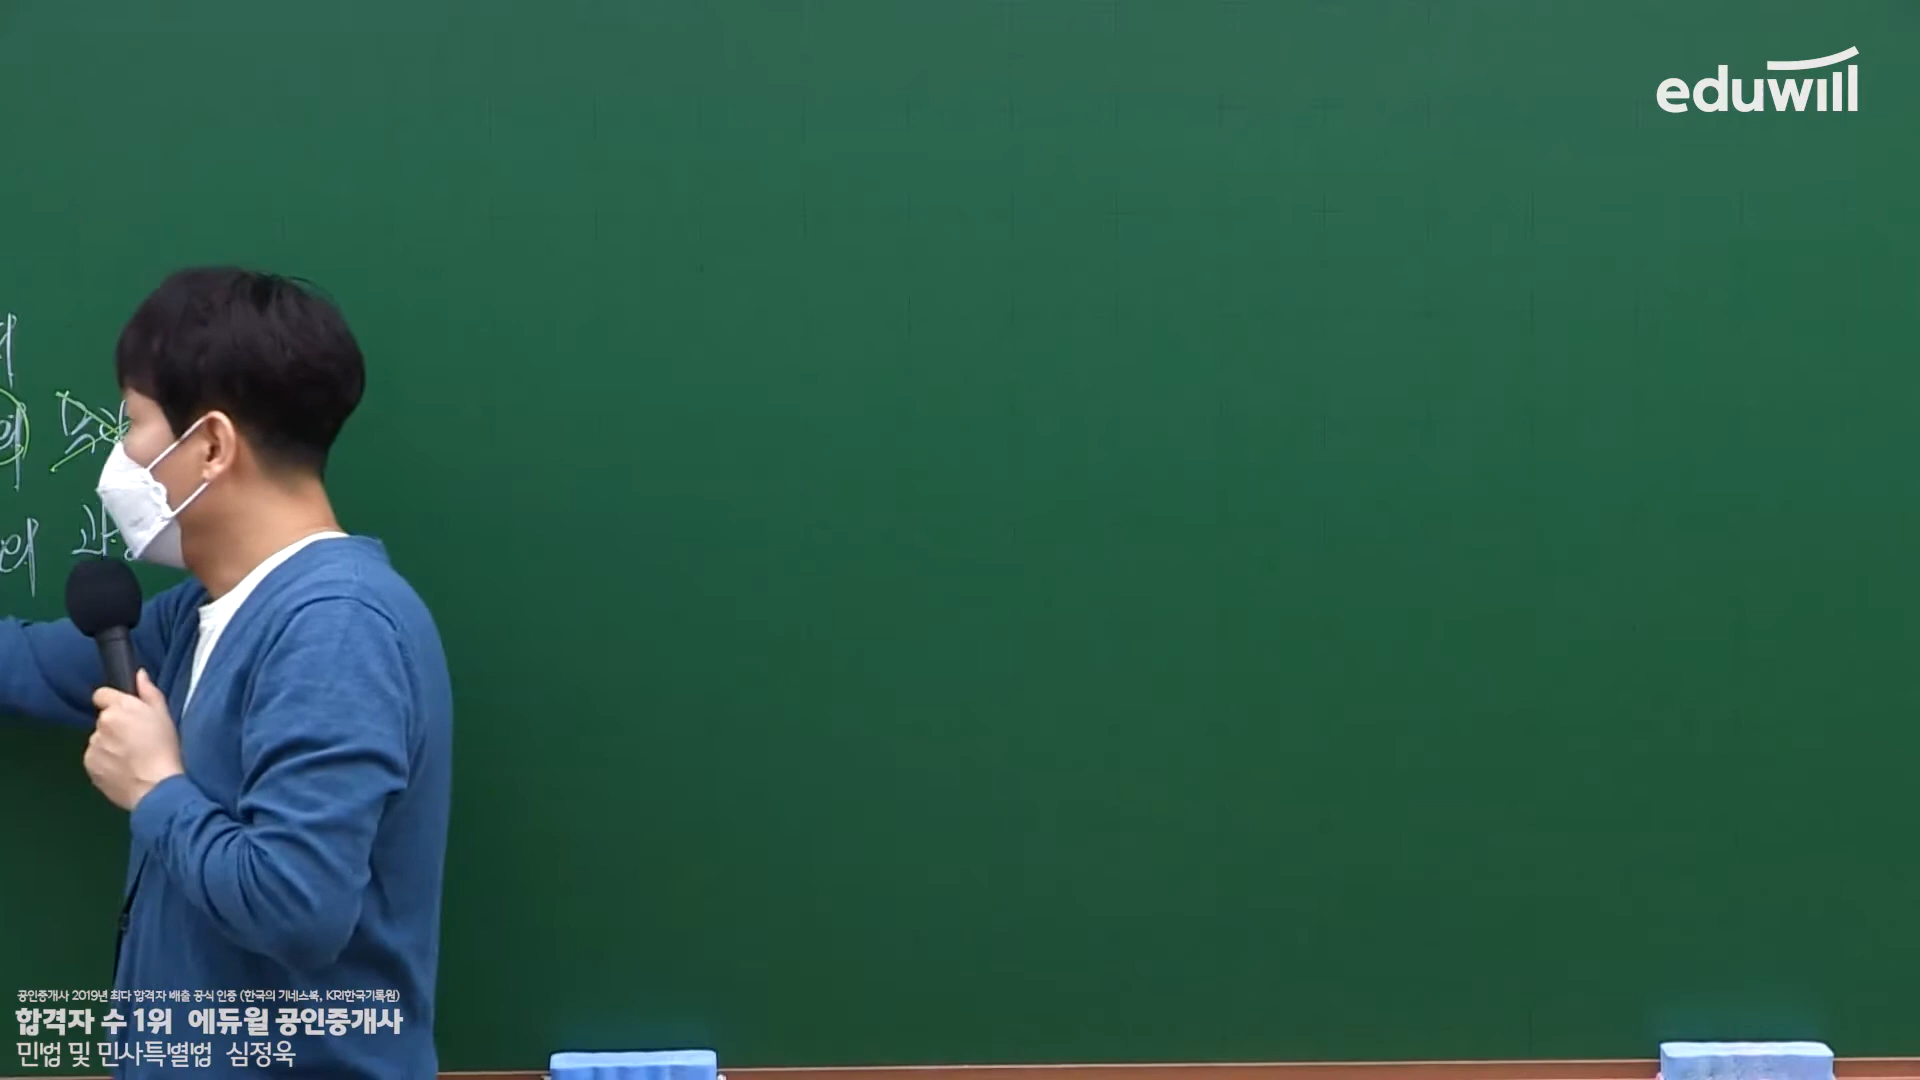 eduwill
의
의 과
공인중개사 2019년 최다 합격자 배출 공식 인증 (한국의 기네스북, KRI한국기록원)
합격자 수 1위 에듀윌 공인중개사
민법 및 민사특별법 심정욱